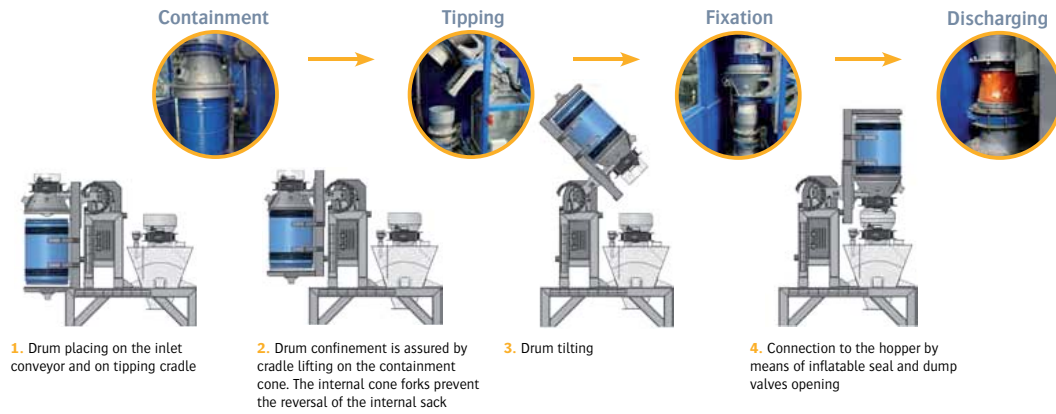 Containment
Tipping
Fixation
Discharging
1. Drum placing on the inlet
conveyor and on tipping cradle
2. Drum confinement is assured by
cradle lifting on the containment
cone. The internal cone forks prevent
the reversal of the internal sack
3. Drum tilting
4. Connection to the hopper by
means of inflatable seal and dump
valves opening